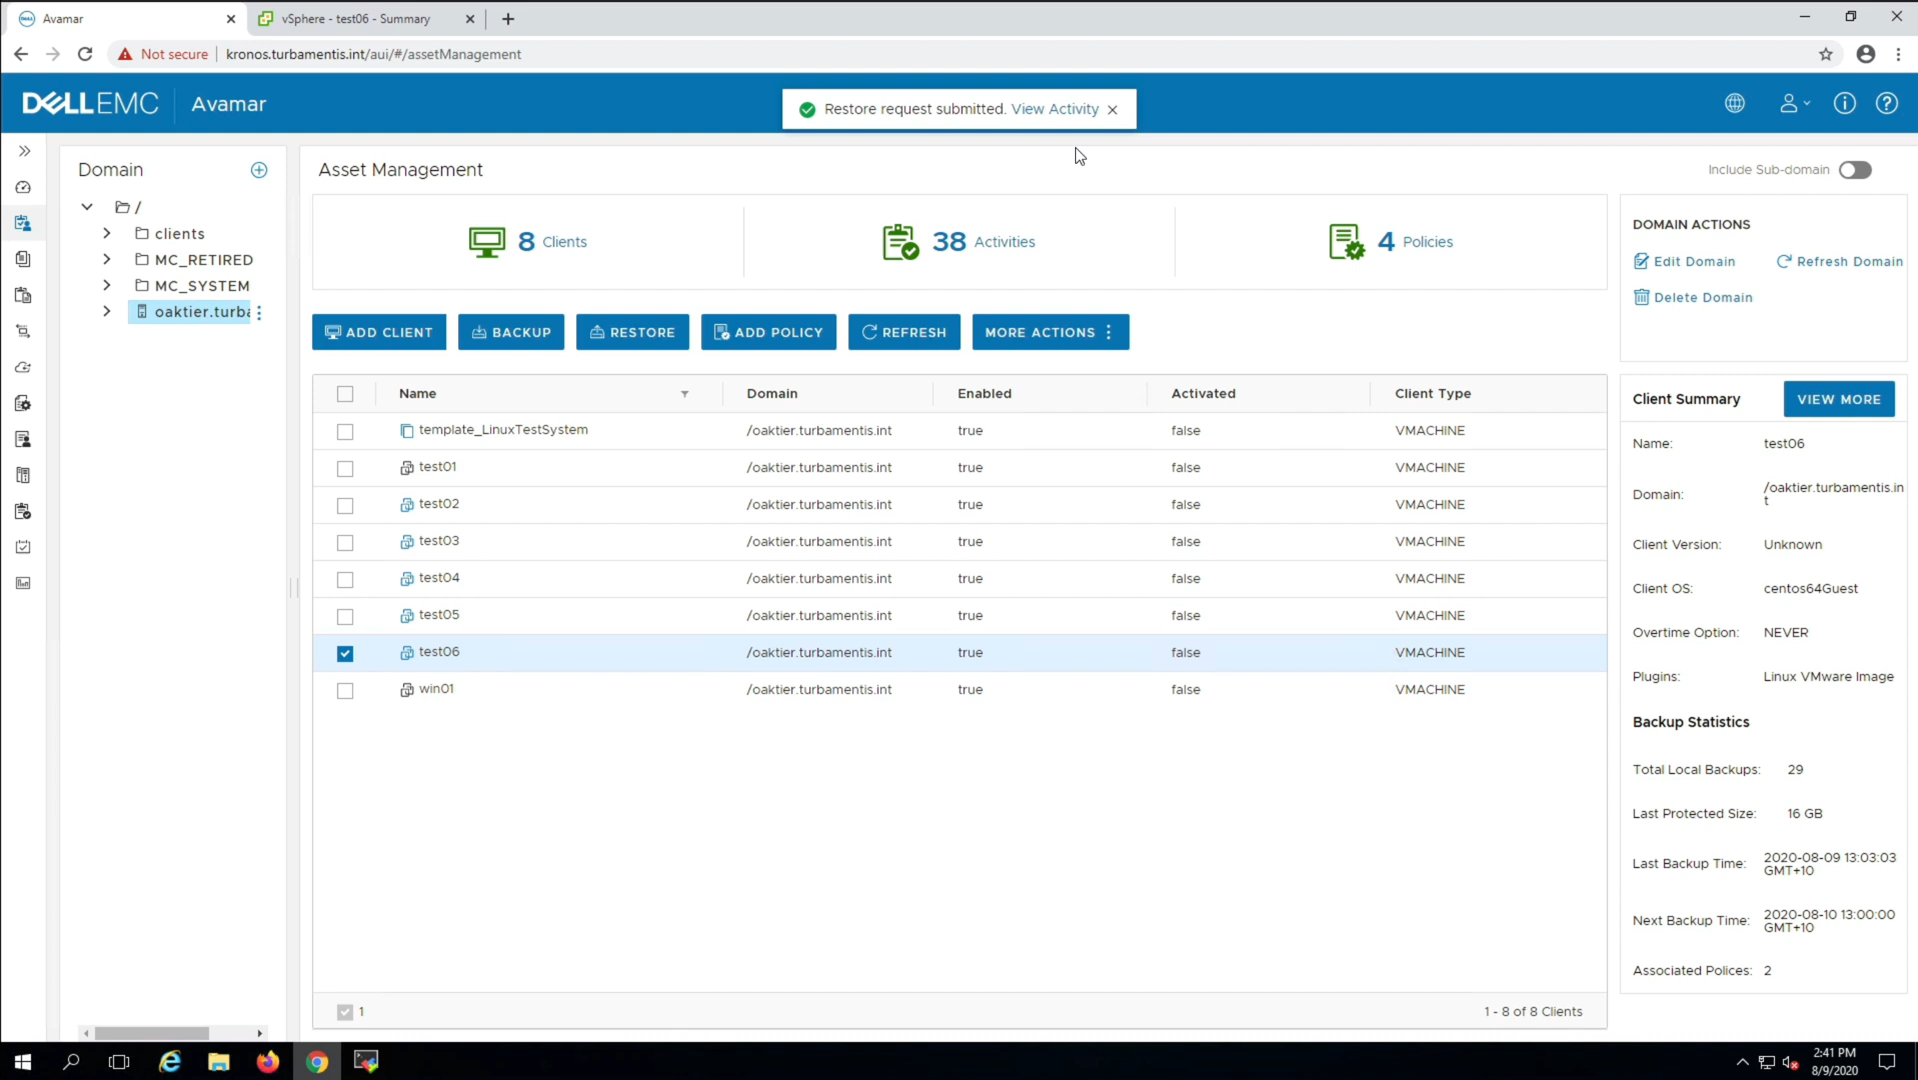 Avamar
vSphere - test06 - Summary
Not secure
kronos.turbamentis.int/aui/#/assetManagement
DELLEMC
Avamar
Restore request submitted. View Activity
Domain
/
clients
MC_RETIRED
MC_SYSTEM
oaktier.turba
Asset Management
Include Sub-domain
8 Clients
38 Activities
4 Policies
DOMAIN ACTIONS
Edit Domain
Refresh Domain
Delete Domain
ADD CLIENT
BACKUP
RESTORE
ADD POLICY
REFRESH
MORE ACTIONS
Name Domain Enabled Activated Client Type
template_LinuxTestSystem /oaktier.turbamentis.int true false VMACHINE
test01 /oaktier.turbamentis.int true false VMACHINE
test02 /oaktier.turbamentis.int true false VMACHINE
test03 /oaktier.turbamentis.int true false VMACHINE
test04 /oaktier.turbamentis.int true false VMACHINE
test05 /oaktier.turbamentis.int true false VMACHINE
test06 /oaktier.turbamentis.int true false VMACHINE
win01 /oaktier.turbamentis.int true false VMACHINE
1
1 - 8 of 8 Clients
Client Summary
VIEW MORE
Name: test06
Domain: /oaktier.turbamentis.in
t
Client Version: Unknown
Client OS: centos64Guest
Overtime Option: NEVER
Plugins: Linux VMware Image
Backup Statistics
Total Local Backups: 29
Last Protected Size: 16 GB
Last Backup Time: 2020-08-09 13:03:03
GMT+10
Next Backup Time: 2020-08-10 13:00:00
GMT+10
Associated Polices: 2
2:41 PM
8/9/2020